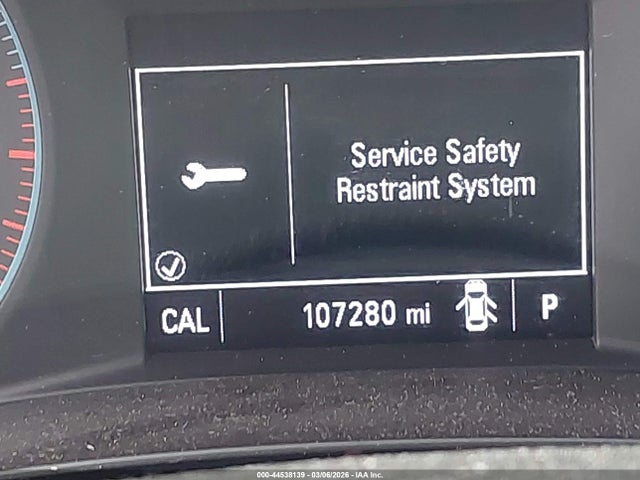 Service Safety
Restraint System
CAL
107280 mi
P
000-44538139 - 03/06/2026 - IAA Inc.